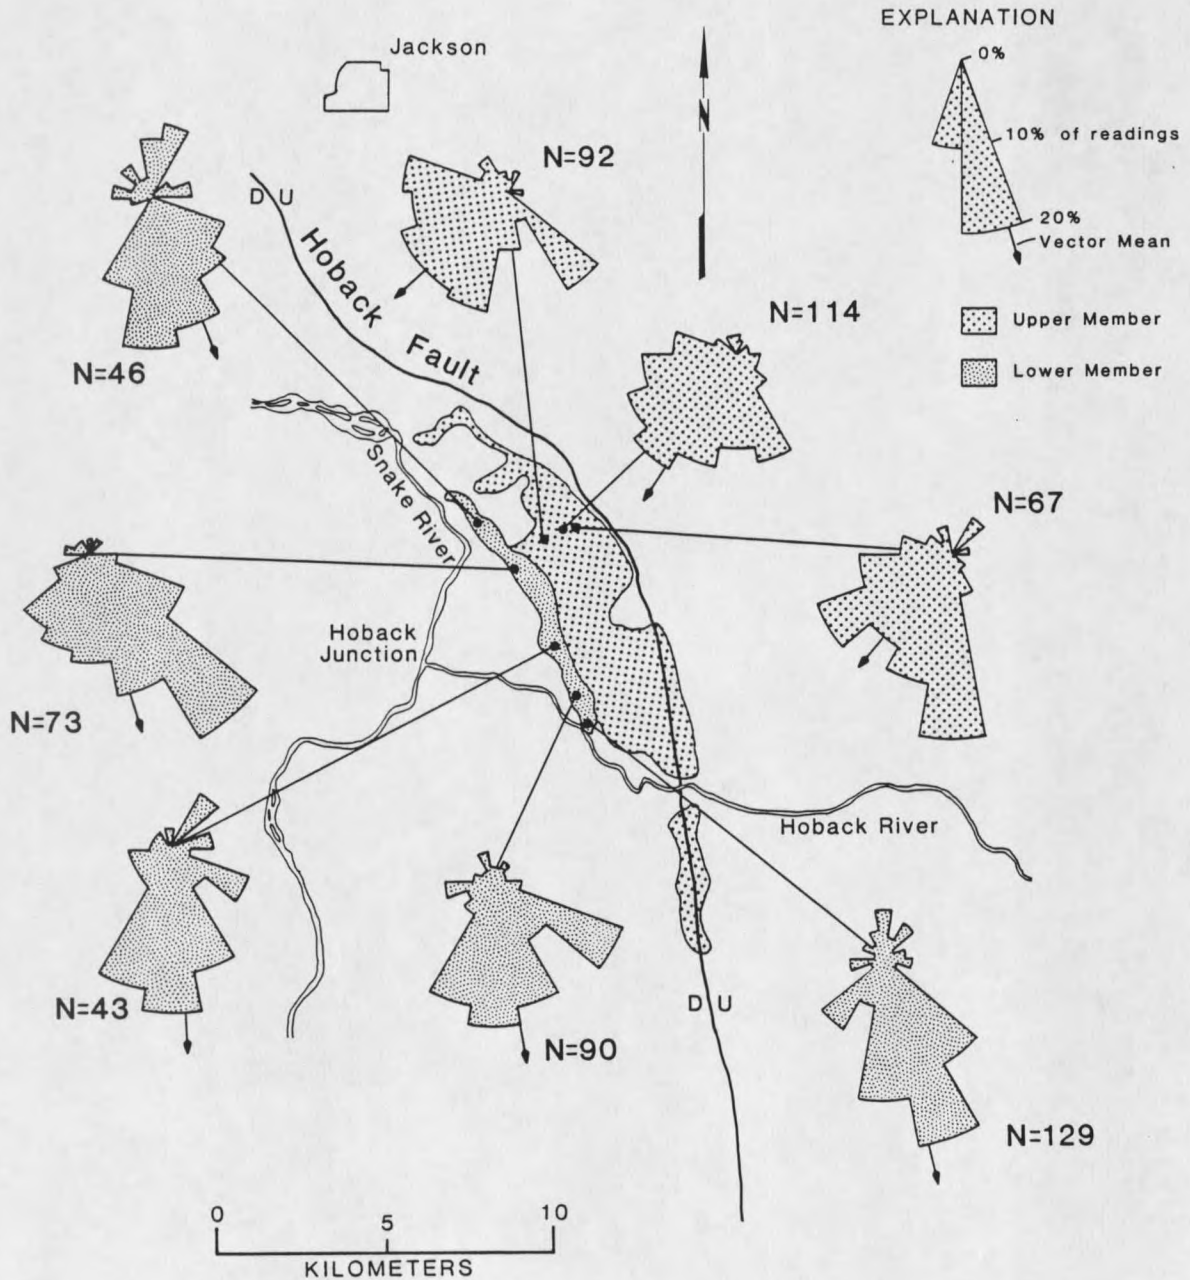 EXPLANATION
0%
10% of readings
20%
Vector Mean
Upper Member
Lower Member
Jackson
N
N=92
D U
Hoback
Fault
N=114
N=46
Snake River
N=67
Hoback
Junction
N=73
Hoback River
N=43
D U
N=90
N=129
0
5
10
KILOMETERS